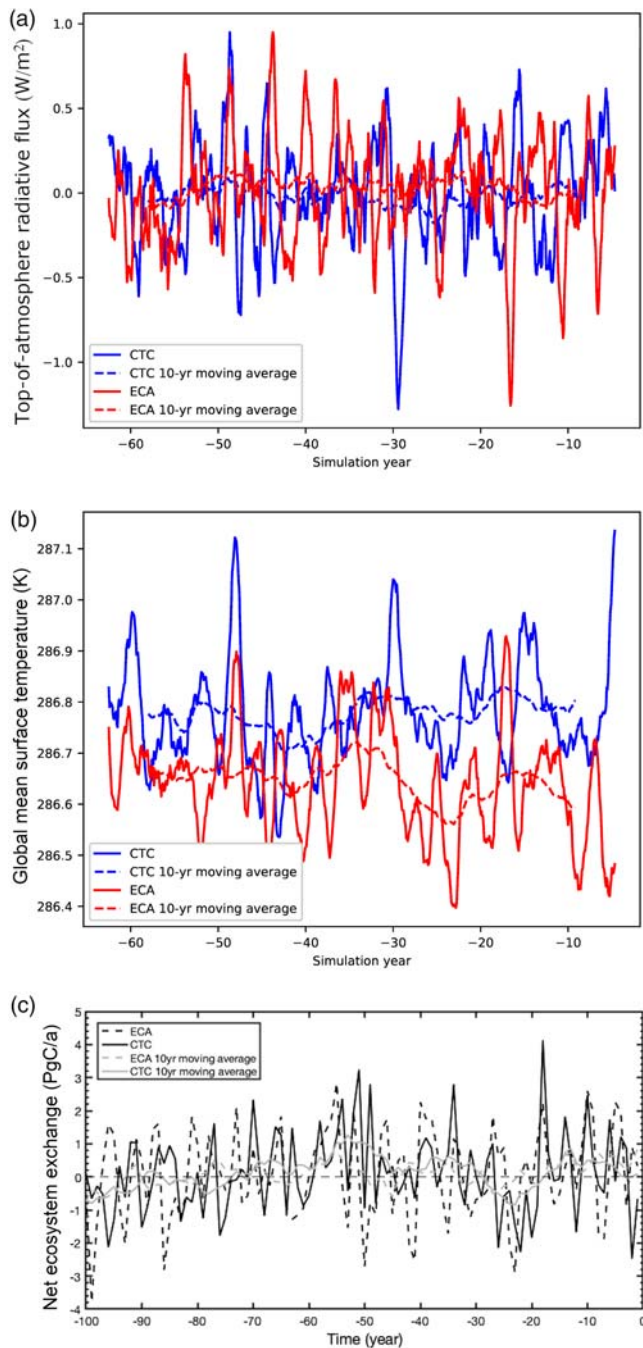 (a)
Top-of-atmosphere radiative flux (W/m²)
1.0
0.5
0.0
−0.5
−1.0
CTC
CTC 10-yr moving average
ECA
ECA 10-yr moving average
−60 −50 −40 −30 −20 −10
Simulation year
(b)
Global mean surface temperature (K)
287.1
287.0
286.9
286.8
286.7
286.6
286.5
286.4
CTC
CTC 10-yr moving average
ECA
ECA 10-yr moving average
−60 −50 −40 −30 −20 −10
Simulation year
(c)
Net ecosystem exchange (PgC/a)
5
4
3
2
1
0
-1
-2
-3
-4
ECA
CTC
ECA 10yr moving average
CTC 10yr moving average
-100 -90 -80 -70 -60 -50 -40 -30 -20 -10 0
Time (year)